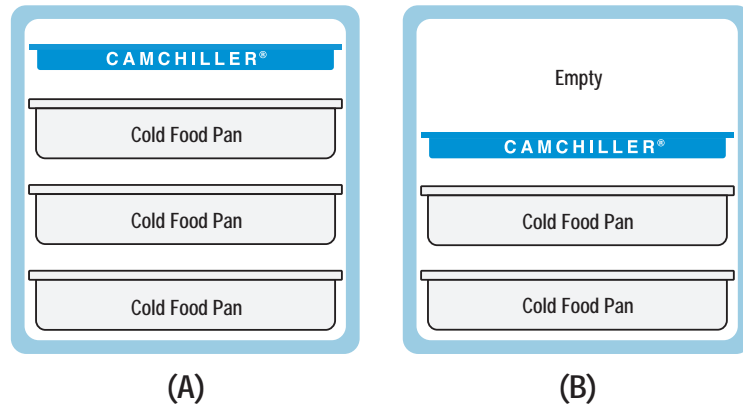 CAMCHILLER®
Cold Food Pan
Cold Food Pan
Cold Food Pan
(A)
Empty
CAMCHILLER®
Cold Food Pan
Cold Food Pan
(B)